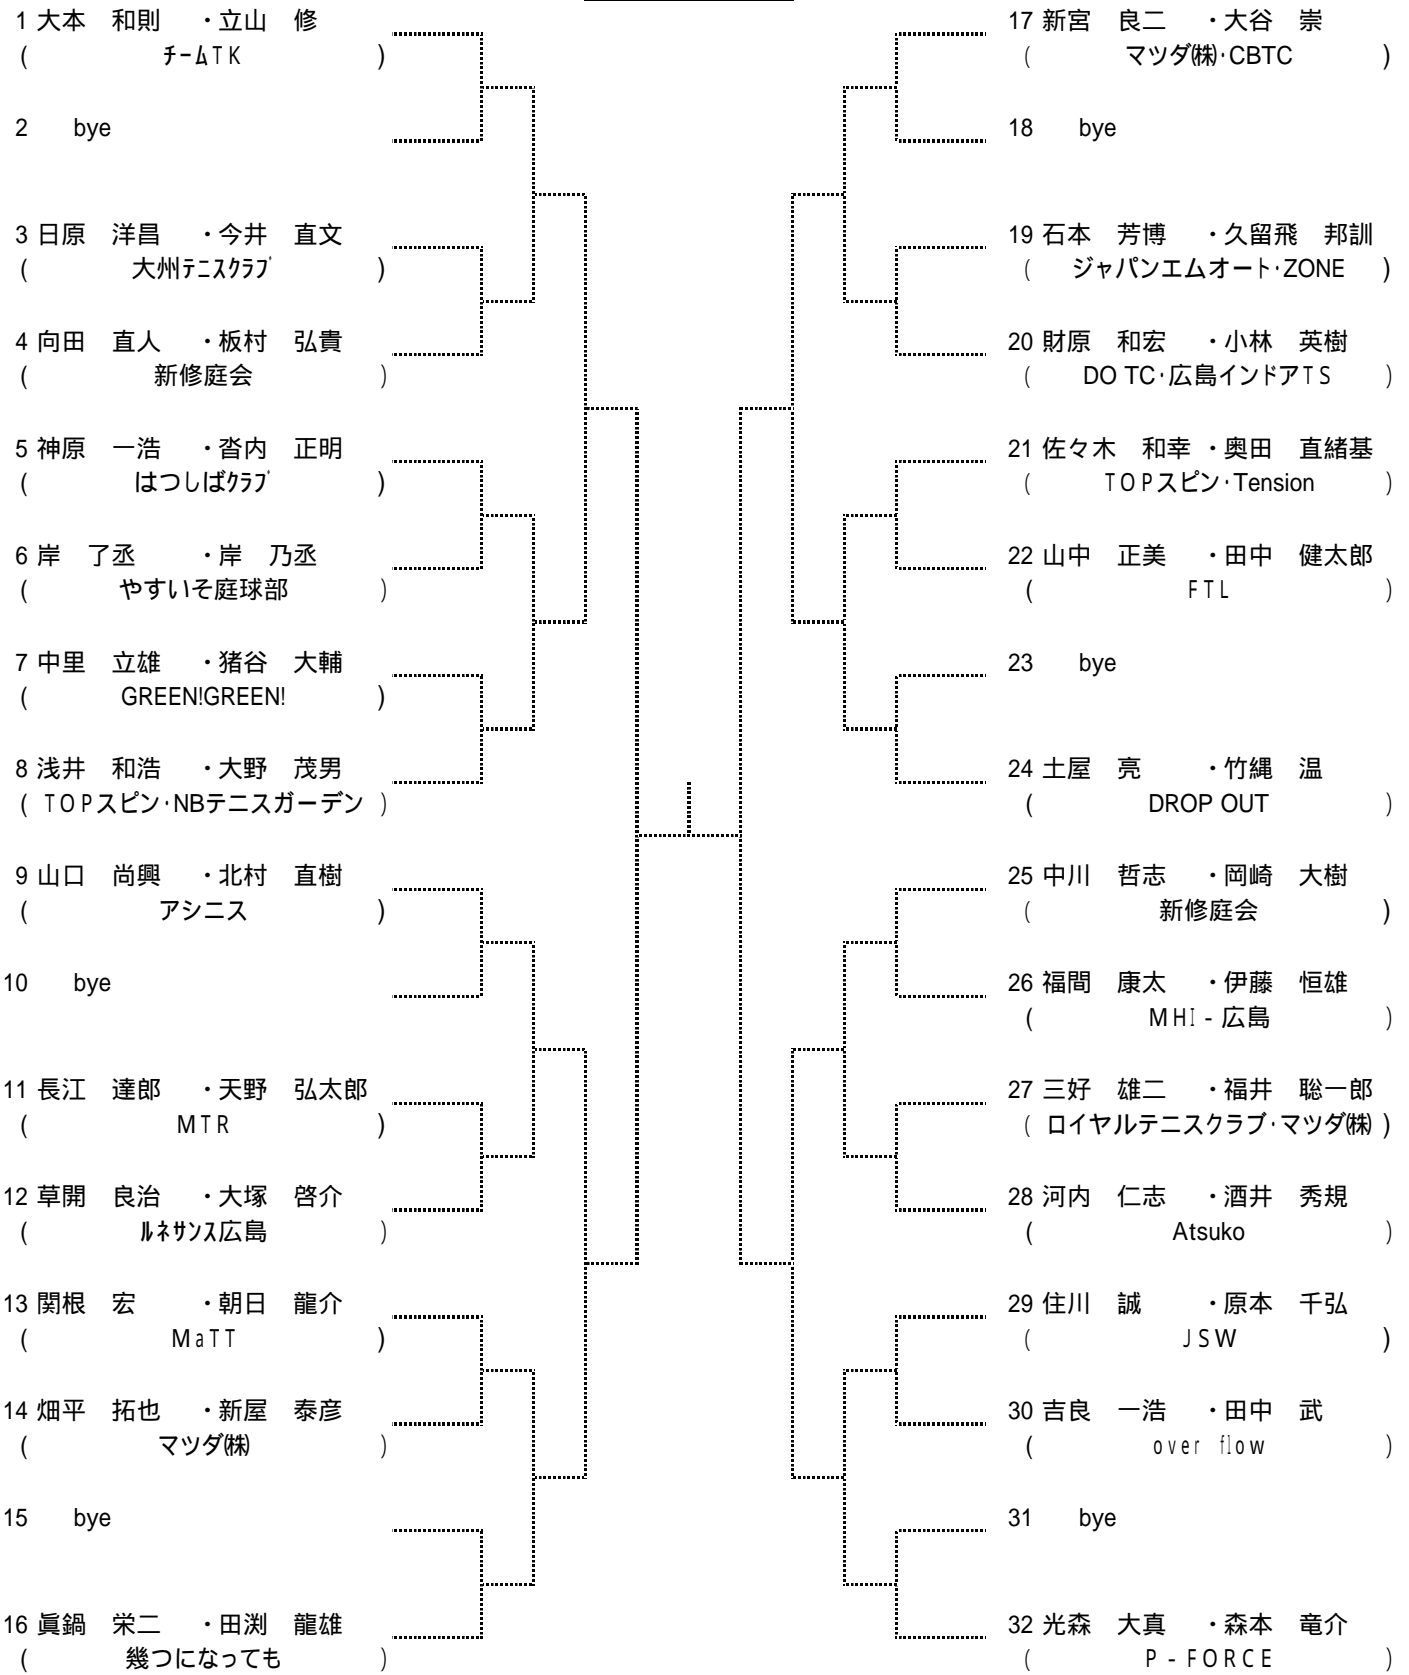 1 大本　和則　・立山　修
(　チームTK　)
2　bye
3 日原　洋昌　・今井　直文
(　大州テニスクラブ　)
4 向田　直人　・板村　弘貴
(　新修庭会　)
5 神原　一浩　・沓内　正明
(　はつしばクラブ　)
6 岸　了丞　・岸　乃丞
(　やすいそ庭球部　)
7 中里　立雄　・猪谷　大輔
(　GREEN!GREEN!　)
8 浅井　和浩　・大野　茂男
(　TOPスピン・NBテニスガーデン　)
9 山口　尚興　・北村　直樹
(　アシニス　)
10　bye
11 長江　達郎　・天野　弘太郎
(　MTR　)
12 草開　良治　・大塚　啓介
(　ルネサンス広島　)
13 関根　宏　・朝日　龍介
(　MaTT　)
14 畑平　拓也　・新屋　泰彦
(　マツダ㈱　)
15　bye
16 眞鍋　栄二　・田渕　龍雄
(　幾つになっても　)
17 新宮　良二　・大谷　崇
(　マツダ㈱・CBTC　)
18　bye
19 石本　芳博　・久留飛　邦訓
(　ジャパンエムオート・ZONE　)
20 財原　和宏　・小林　英樹
(　DO TC・広島インドアTS　)
21 佐々木　和幸　・奥田　直緒基
(　TOPスピン・Tension　)
22 山中　正美　・田中　健太郎
(　FTL　)
23　bye
24 土屋　亮　・竹縄　温
(　DROP OUT　)
25 中川　哲志　・岡崎　大樹
(　新修庭会　)
26 福間　康太　・伊藤　恒雄
(　MHI-広島　)
27 三好　雄二　・福井　聡一郎
(　ロイヤルテニスクラブ・マツダ㈱　)
28 河内　仁志　・酒井　秀規
(　Atsuko　)
29 住川　誠　・原本　千弘
(　JSW　)
30 吉良　一浩　・田中　武
(　over flow　)
31　bye
32 光森　大真　・森本　竜介
(　P-FORCE　)